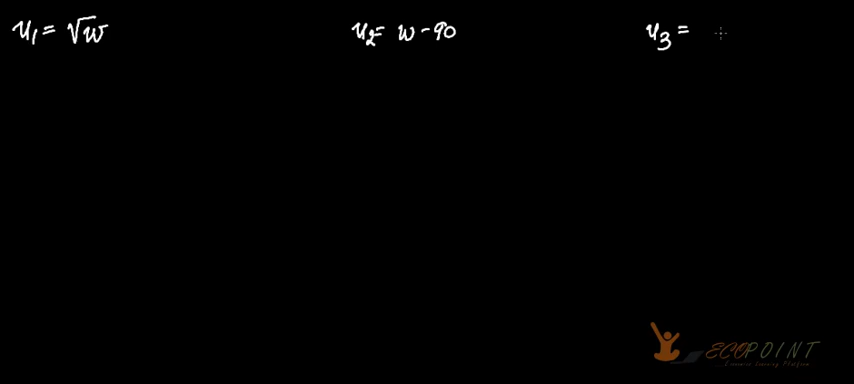 u₁ = √w
u₂= w - 90
u₃ =
ECOPOINT